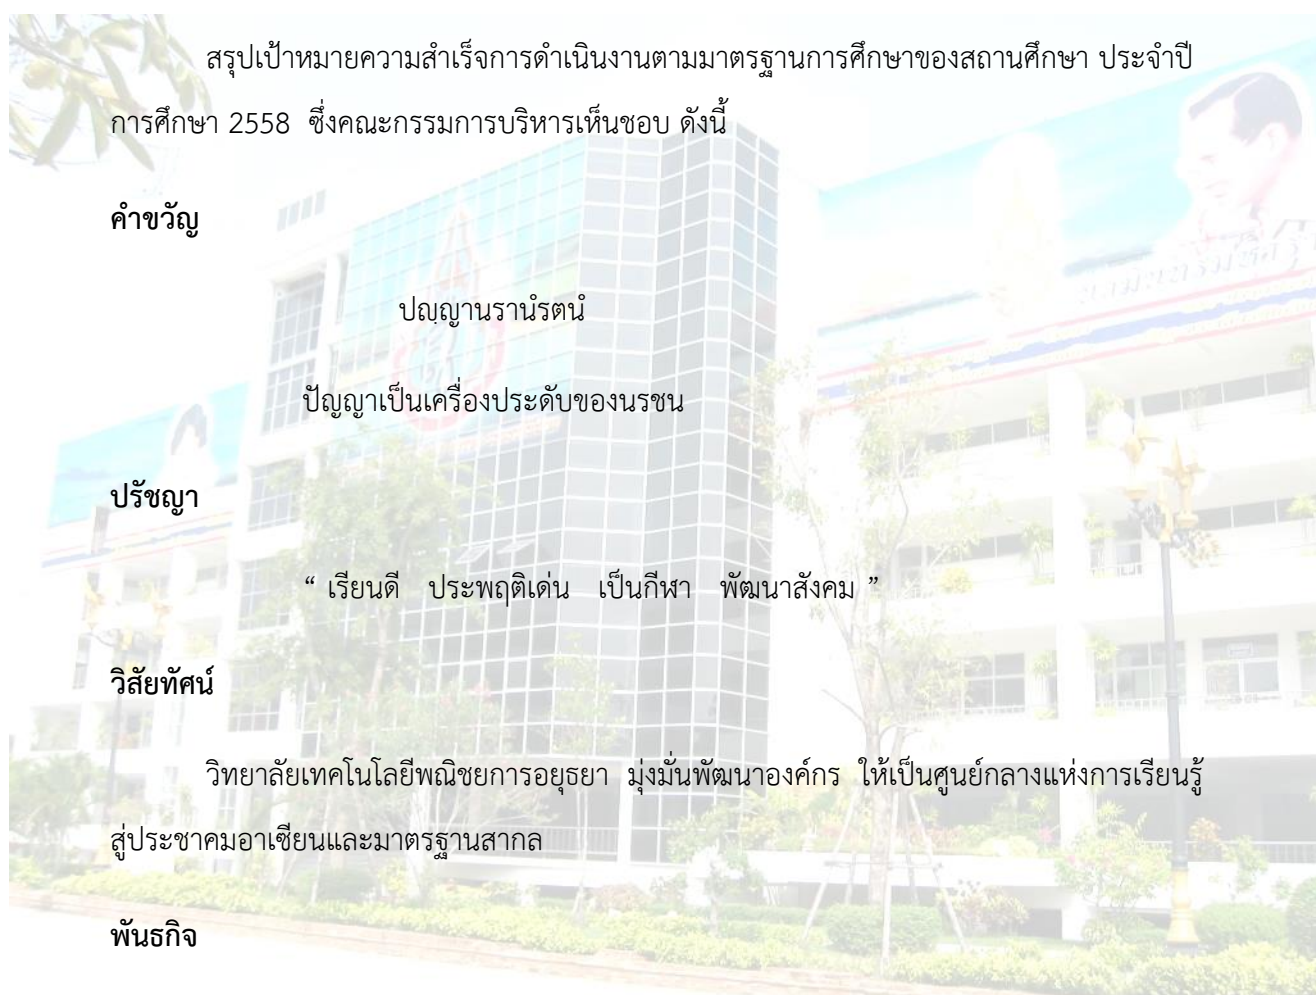 สรุปเป้าหมายความสำเร็จการดำเนินงานตามมาตรฐานการศึกษาของสถานศึกษา ประจำปี
การศึกษา 2558 ซึ่งคณะกรรมการบริหารเห็นชอบ ดังนี้
คำขวัญ
ปญฺญานรานํรตนํ
ปัญญาเป็นเครื่องประดับของนรชน
ปรัชญา
“ เรียนดี ประพฤติเด่น เป็นกีฬา พัฒนาสังคม ”
วิสัยทัศน์
วิทยาลัยเทคโนโลยีพณิชยการอยุธยา มุ่งมั่นพัฒนาองค์กร ให้เป็นศูนย์กลางแห่งการเรียนรู้
สู่ประชาคมอาเซียนและมาตรฐานสากล
พันธกิจ